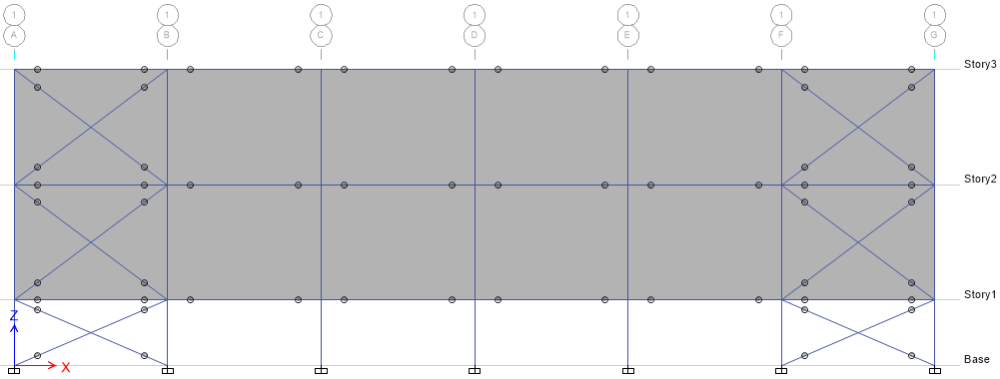 1 1 1 1 1 1 1
A B C D E F G
Story3
Story2
Story1
Z
Base
X